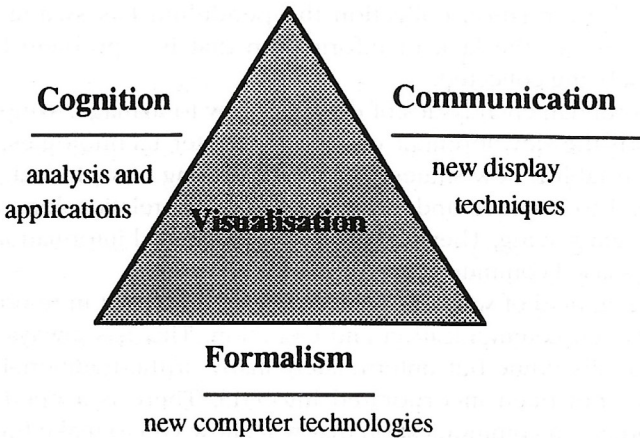 Cognition
analysis and
applications
Communication
new display
techniques
Visualisation
Formalism
new computer technologies